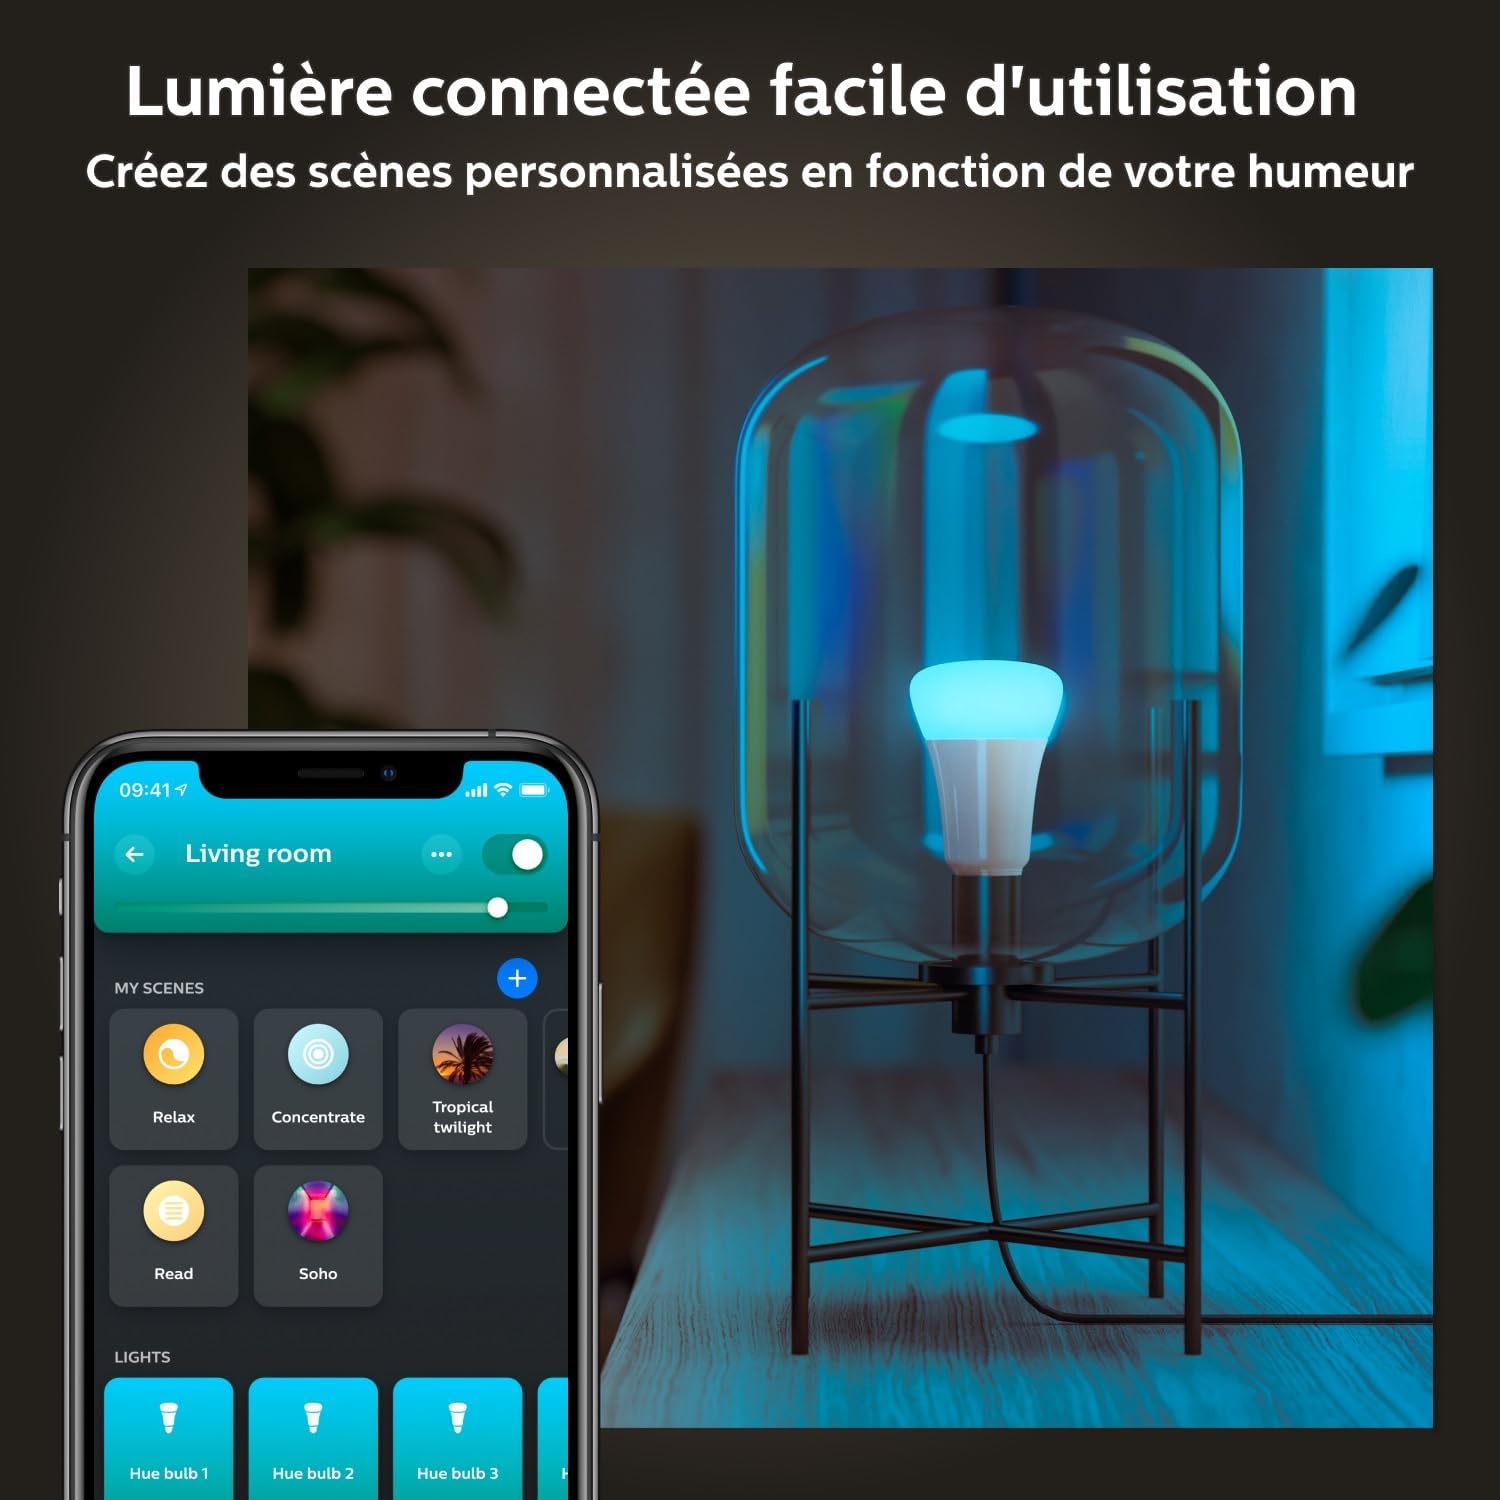 Lumière connectée facile d'utilisation
Créez des scènes personnalisées en fonction de votre humeur
09:41
Living room
MY SCENES
Relax
Concentrate
Tropical
twilight
Read
Soho
LIGHTS
Hue bulb 1
Hue bulb 2
Hue bulb 3